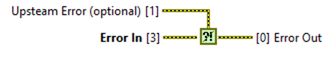 Upsteam Error (optional) [1]
Error In [3]
?!
[0] Error Out